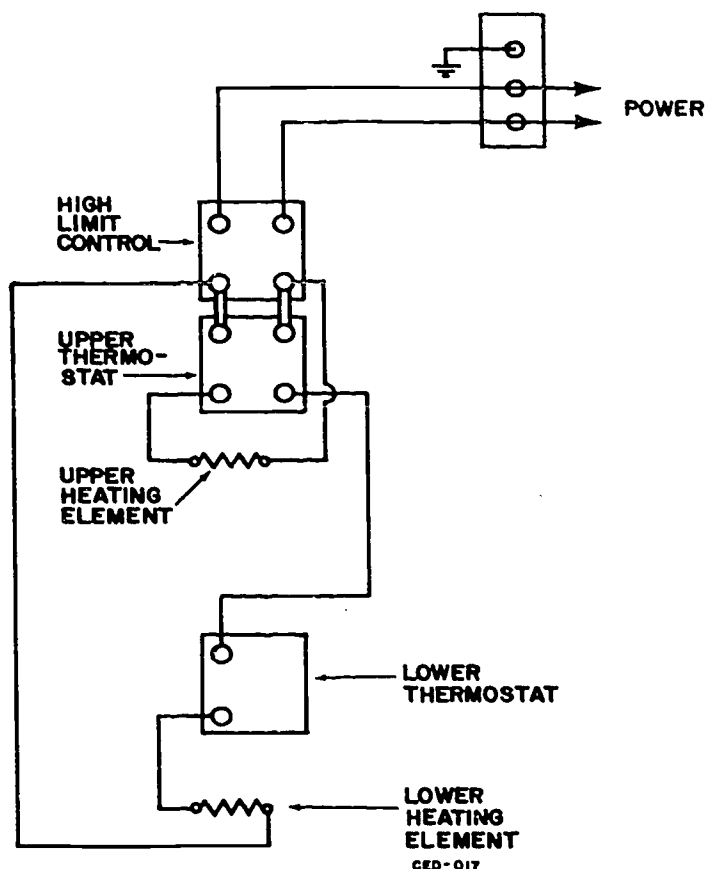 POWER
HIGH
LIMIT
CONTROL
UPPER
THERMO-
STAT
UPPER
HEATING
ELEMENT
LOWER
THERMOSTAT
LOWER
HEATING
ELEMENT
CED-017